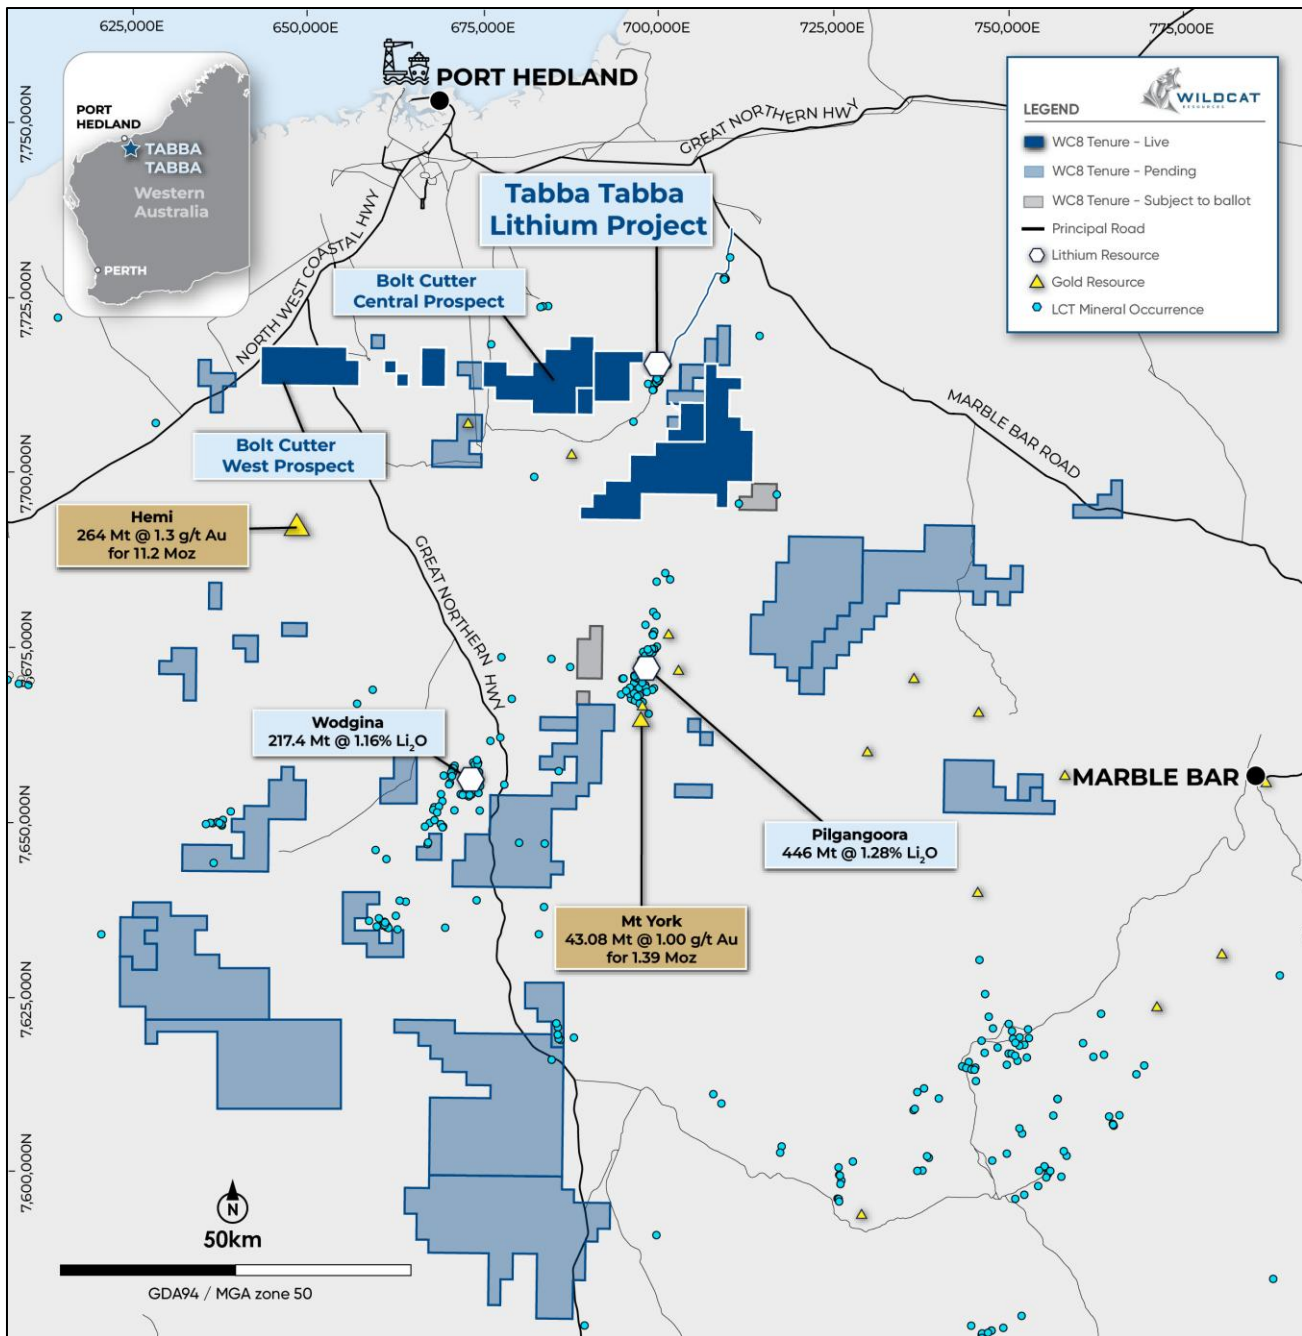 625,000E
650,000E
675,000E
700,000E
725,000E
750,000E
775,000E
7,750,000N
7,725,000N
7,700,000N
7,675,000N
7,650,000N
7,625,000N
7,600,000N
PORT
HEDLAND
TABBA
TABBA
Western
Australia
PERTH
PORT HEDLAND
GREAT NORTHERN HWY
NORTH WEST COASTAL HWY
WILDCAT
RESOURCES
LEGEND
WC8 Tenure - Live
WC8 Tenure - Pending
WC8 Tenure - Subject to ballot
Principal Road
Lithium Resource
Gold Resource
LCT Mineral Occurrence
Tabba Tabba
Lithium Project
Bolt Cutter
Central Prospect
Bolt Cutter
West Prospect
MARBLE BAR ROAD
Hemi
264 Mt @ 1.3 g/t Au
for 11.2 Moz
GREAT NORTHERN HWY
Wodgina
217.4 Mt @ 1.16% Li₂O
MARBLE BAR
Pilgangoora
446 Mt @ 1.28% Li₂O
Mt York
43.08 Mt @ 1.00 g/t Au
for 1.39 Moz
N
50km
GDA94 / MGA zone 50